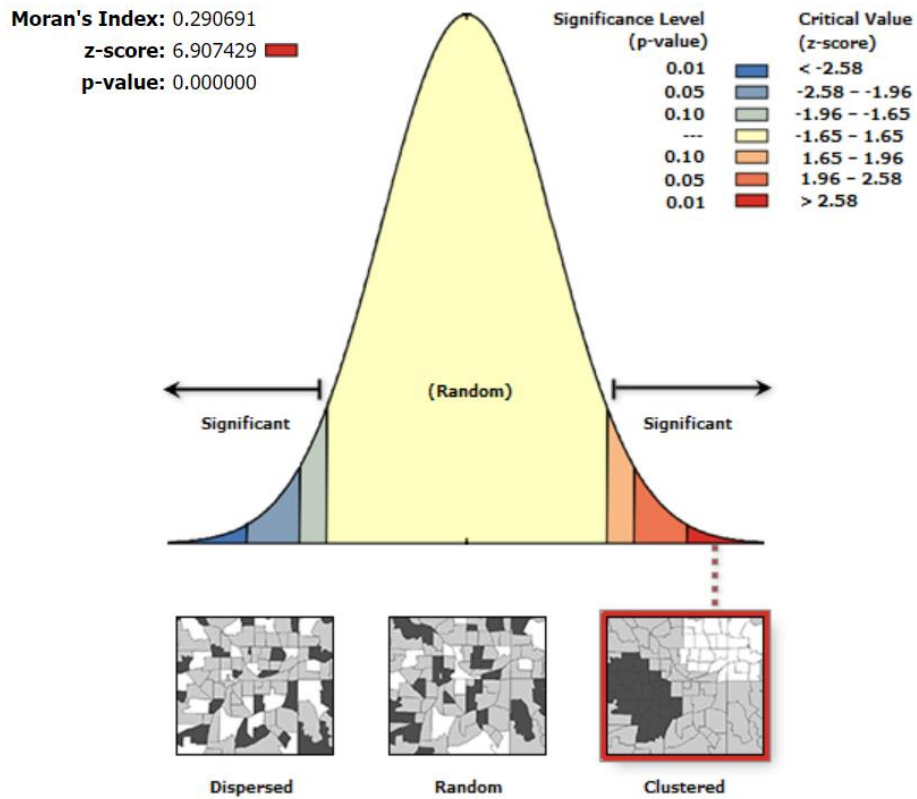 Moran's Index: 0.290691
z-score: 6.907429
p-value: 0.000000
Significance Level
(p-value)
Critical Value
(z-score)
0.01 < -2.58
0.05 -2.58 – -1.96
0.10 -1.96 – -1.65
--- -1.65 – 1.65
0.10 1.65 – 1.96
0.05 1.96 – 2.58
0.01 > 2.58
(Random)
Significant Significant
Dispersed Random Clustered